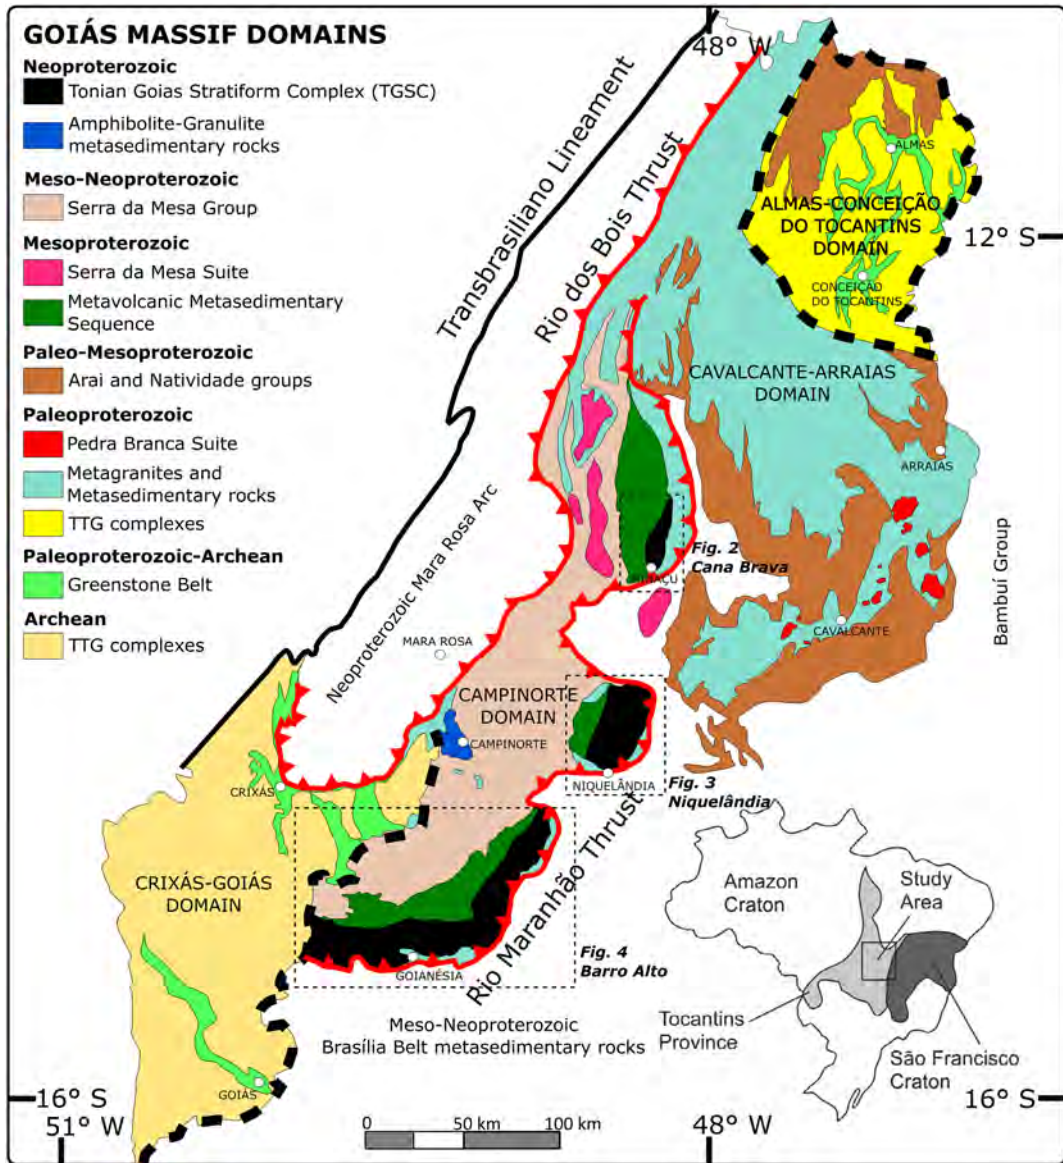 GOIÁS MASSIF DOMAINS
Neoproterozoic
Tonian Goias Stratiform Complex (TGSC)
Amphibolite-Granulite
metasedimentary rocks
Meso-Neoproterozoic
Serra da Mesa Group
Mesoproterozoic
Serra da Mesa Suite
Metavolcanic Metasedimentary
Sequence
Paleo-Mesoproterozoic
Arai and Natividade groups
Paleoproterozoic
Pedra Branca Suite
Metagranites and
Metasedimentary rocks
TTG complexes
Paleoproterozoic-Archean
Greenstone Belt
Archean
TTG complexes
48° W
Transbrasiliano Lineament
Rio dos Bois Thrust
ALMAS
ALMAS-CONCEIÇÃO
DO TOCANTINS
DOMAIN
12° S
CONCEIÇÃO
DO TOCANTINS
CAVALCANTE-ARRAIAS
DOMAIN
ARRAIAS
Neoproterozoic Mara Rosa Arc
Fig. 2
Cana Brava
Bambuí Group
CAVALCANTE
MARA ROSA
CAMPINORTE
DOMAIN
CAMPINORTE
NIQUELÂNDIA
Fig. 3
Niquelândia
CRIXÁS
CRIXÁS-GOIÁS
DOMAIN
Rio Maranhão Thrust
GOIANÉSIA
Fig. 4
Barro Alto
Amazon
Craton
Study
Area
Tocantins
Province
São Francisco
Craton
Meso-Neoproterozoic
Brasília Belt metasedimentary rocks
GOIÁS
16° S
51° W
0 50 km 100 km
48° W
16° S